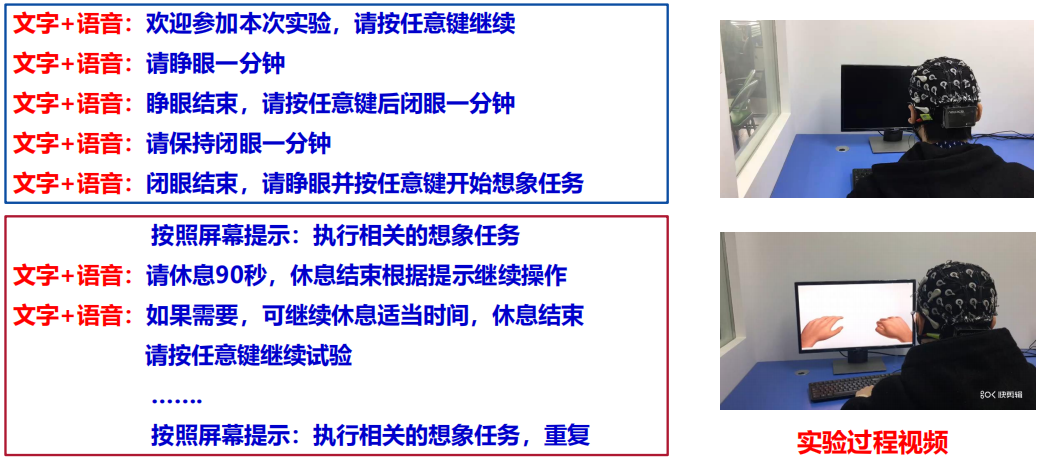 文字+语音：欢迎参加本次实验，请按任意键继续
文字+语音：请睁眼一分钟
文字+语音：睁眼结束，请按任意键后闭眼一分钟
文字+语音：请保持闭眼一分钟
文字+语音：闭眼结束，请睁眼并按任意键开始想象任务
按照屏幕提示：执行相关的想象任务
文字+语音：请休息90秒，休息结束根据提示继续操作
文字+语音：如果需要，可继续休息适当时间，休息结束
请按任意键继续试验
.......
按照屏幕提示：执行相关的想象任务，重复
快剪辑
实验过程视频